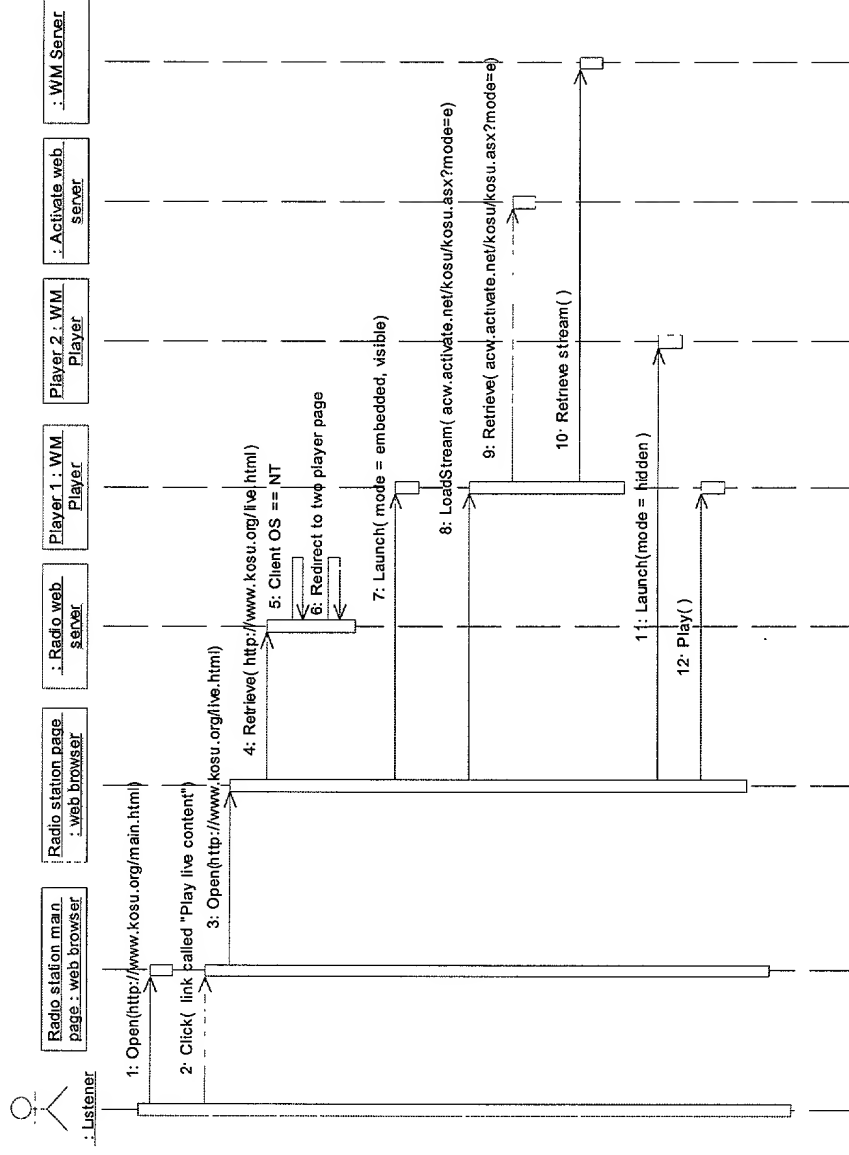 : Listener
Radio station main
page : web browser
Radio station page
: web browser
: Radio web
server
Player 1 : WM
Player
Player 2 : WM
Player
: Activate web
server
: WM Server
1: Open(http://www.kosu.org/main.html)
2: Click( link called "Play live content")
3: Open(http://www.kosu.org/live.html)
4: Retrieve( http://www.kosu.org/live.html)
5: Client OS == NT
6: Redirect to two player page
7: Launch( mode = embedded, visible)
8: LoadStream( acw.activate.net/kosu/kosu.asx?mode=e)
9: Retrieve( acw.activate.net/kosu/kosu.asx?mode=e)
10: Retrieve stream( )
11: Launch(mode = hidden )
12: Play( )